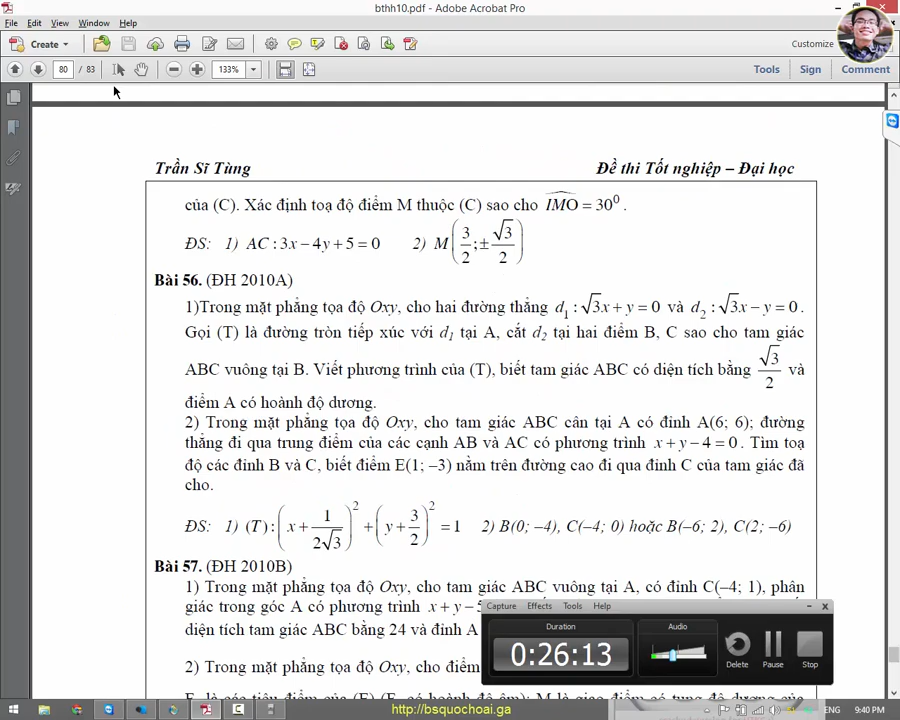 bthh10.pdf - Adobe Acrobat Pro
File Edit View Window Help
Create
Customize
80 / 83 133% Tools Sign Comment
Trần Sĩ Tùng Đề thi Tốt nghiệp – Đại học
của (C). Xác định toạ độ điểm M thuộc (C) sao cho IMO = 30⁰ .
ĐS: 1) AC : 3x − 4y + 5 = 0 2) M(3/2; ±√3/2)
Bài 56. (ĐH 2010A)
1)Trong mặt phẳng tọa độ Oxy, cho hai đường thẳng d₁ : √3x + y = 0 và d₂ : √3x − y = 0 .
Gọi (T) là đường tròn tiếp xúc với d₁ tại A, cắt d₂ tại hai điểm B, C sao cho tam giác
ABC vuông tại B. Viết phương trình của (T), biết tam giác ABC có diện tích bằng √3/2 và
điểm A có hoành độ dương.
2) Trong mặt phẳng tọa độ Oxy, cho tam giác ABC cân tại A có đỉnh A(6; 6); đường
thẳng đi qua trung điểm của các cạnh AB và AC có phương trình x + y − 4 = 0 . Tìm toạ
độ các đỉnh B và C, biết điểm E(1; –3) nằm trên đường cao đi qua đỉnh C của tam giác đã
cho.
ĐS: 1) (T) : (x + 1/(2√3))² + (y + 3/2)² = 1 2) B(0; –4), C(–4; 0) hoặc B(–6; 2), C(2; –6)
Bài 57. (ĐH 2010B)
1) Trong mặt phẳng tọa độ Oxy, cho tam giác ABC vuông tại A, có đỉnh C(–4; 1), phân
giác trong góc A có phương trình x + y − 5
diện tích tam giác ABC bằng 24 và đỉnh A
2) Trong mặt phẳng tọa độ Oxy, cho điểm
Capture Effects Tools Help
Duration
0:26:13
Audio
Delete Pause Stop
http://bsquochoai.ga
ENG 9:40 PM